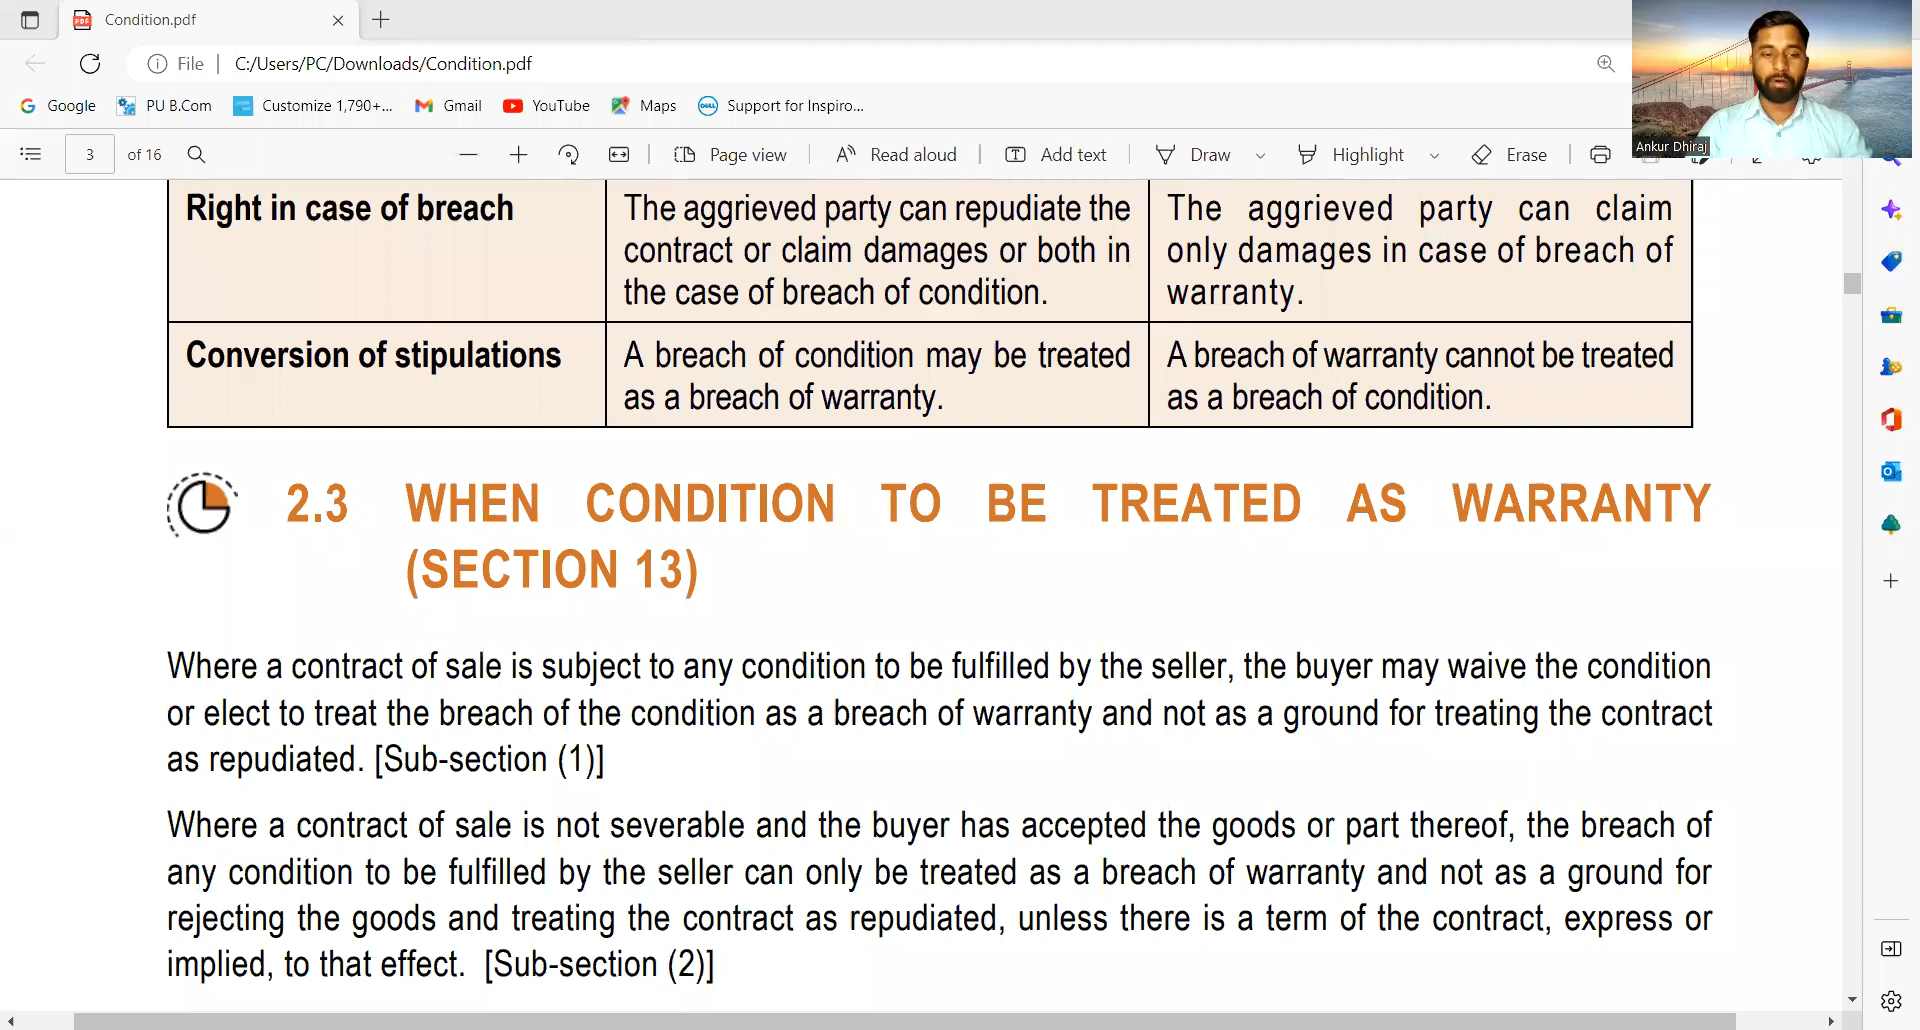 Condition.pdf
File
C:/Users/PC/Downloads/Condition.pdf
Google
PU B.Com
Customize 1,790+...
Gmail
YouTube
Maps
Support for Inspiro...
3 of 16
Page view
Read aloud
Add text
Draw
Highlight
Erase
Ankur Dhiraj
Right in case of breach
The aggrieved party can repudiate the
contract or claim damages or both in
the case of breach of condition.
The aggrieved party can claim
only damages in case of breach of
warranty.
Conversion of stipulations
A breach of condition may be treated
as a breach of warranty.
A breach of warranty cannot be treated
as a breach of condition.
2.3 WHEN CONDITION TO BE TREATED AS WARRANTY
(SECTION 13)
Where a contract of sale is subject to any condition to be fulfilled by the seller, the buyer may waive the condition
or elect to treat the breach of the condition as a breach of warranty and not as a ground for treating the contract
as repudiated. [Sub-section (1)]
Where a contract of sale is not severable and the buyer has accepted the goods or part thereof, the breach of
any condition to be fulfilled by the seller can only be treated as a breach of warranty and not as a ground for
rejecting the goods and treating the contract as repudiated, unless there is a term of the contract, express or
implied, to that effect. [Sub-section (2)]